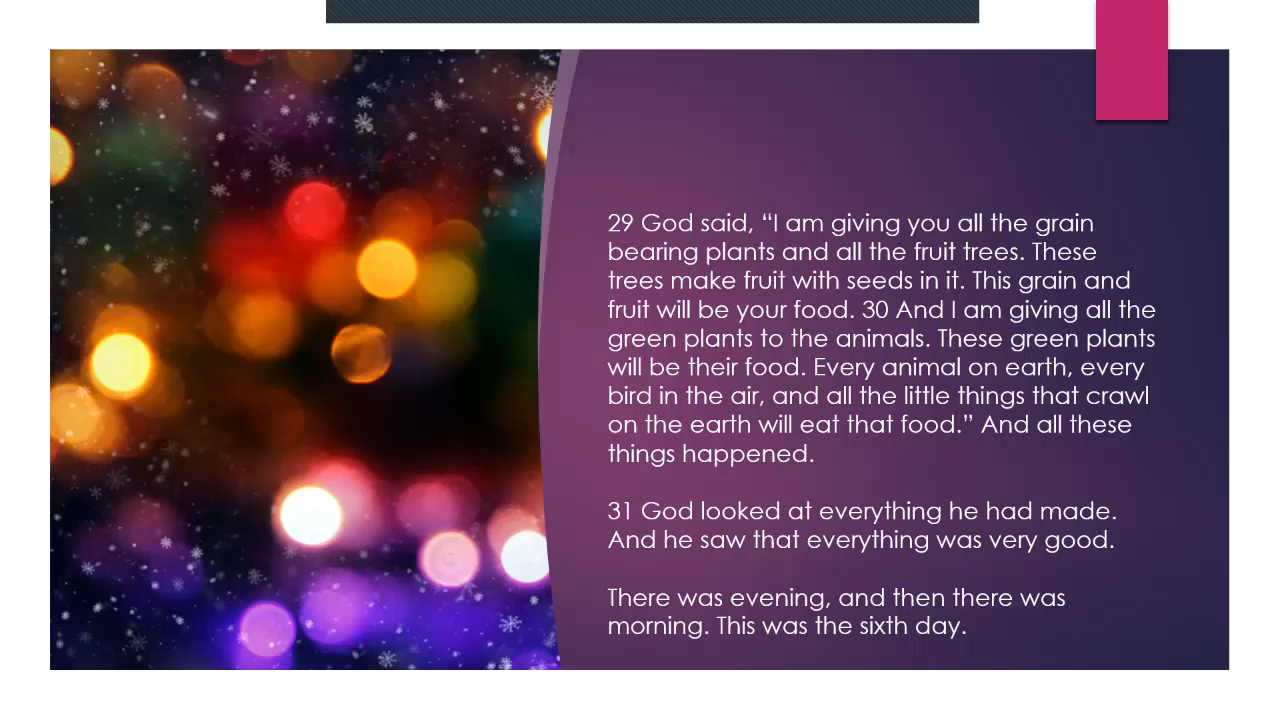 29 God said, “I am giving you all the grain
bearing plants and all the fruit trees. These
trees make fruit with seeds in it. This grain and
fruit will be your food. 30 And I am giving all the
green plants to the animals. These green plants
will be their food. Every animal on earth, every
bird in the air, and all the little things that crawl
on the earth will eat that food.” And all these
things happened.
31 God looked at everything he had made.
And he saw that everything was very good.
There was evening, and then there was
morning. This was the sixth day.